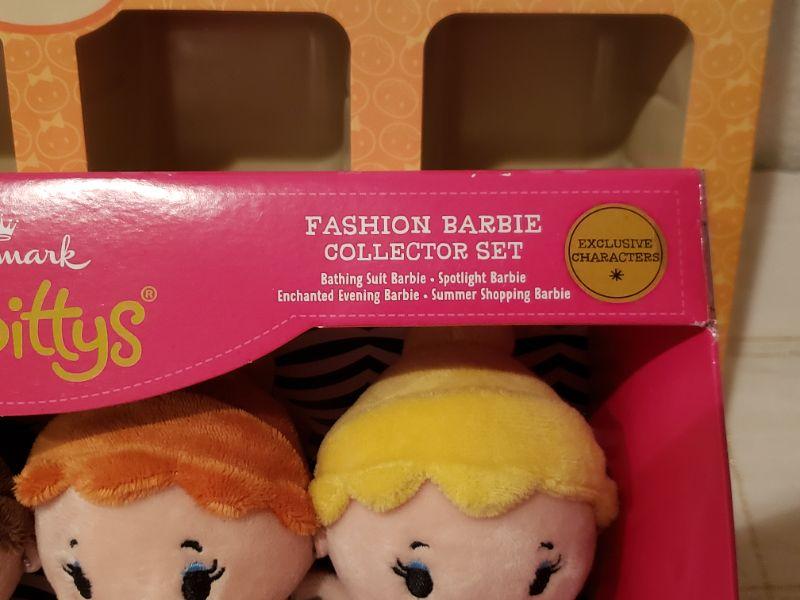 FASHION BARBIE
COLLECTOR SET
Bathing Suit Barbie • Spotlight Barbie
Enchanted Evening Barbie • Summer Shopping Barbie
EXCLUSIVE
CHARACTERS
*
mark
ittys®